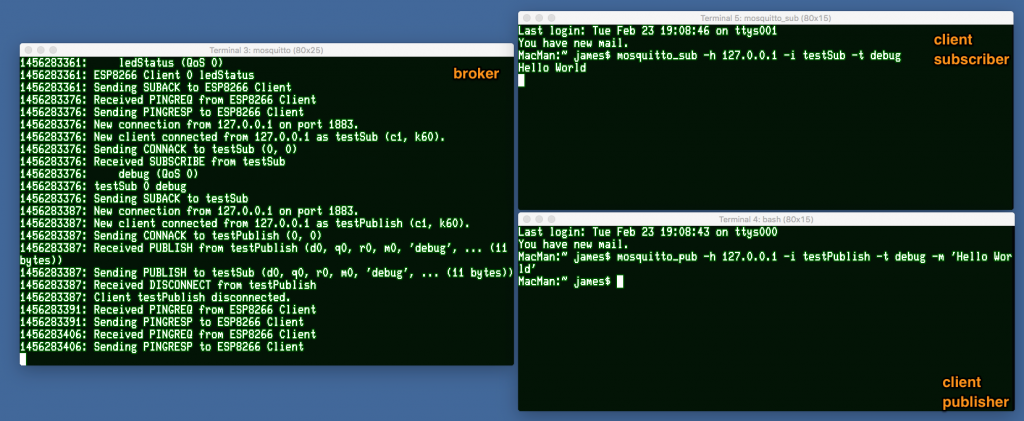 Terminal 3: mosquitto (80x25)
1456283361:     ledStatus (QoS 0)
1456283361: ESP8266 Client 0 ledStatus
1456283361: Sending SUBACK to ESP8266 Client
1456283376: Received PINGREQ from ESP8266 Client
1456283376: Sending PINGRESP to ESP8266 Client
1456283376: New connection from 127.0.0.1 on port 1883.
1456283376: New client connected from 127.0.0.1 as testSub (c1, k60).
1456283376: Sending CONNACK to testSub (0, 0)
1456283376: Received SUBSCRIBE from testSub
1456283376:     debug (QoS 0)
1456283376: testSub 0 debug
1456283376: Sending SUBACK to testSub
1456283387: New connection from 127.0.0.1 on port 1883.
1456283387: New client connected from 127.0.0.1 as testPublish (c1, k60).
1456283387: Sending CONNACK to testPublish (0, 0)
1456283387: Received PUBLISH from testPublish (d0, q0, r0, m0, 'debug', ... (11
bytes))
1456283387: Sending PUBLISH to testSub (d0, q0, r0, m0, 'debug', ... (11 bytes))
1456283387: Received DISCONNECT from testPublish
1456283387: Client testPublish disconnected.
1456283391: Received PINGREQ from ESP8266 Client
1456283391: Sending PINGRESP to ESP8266 Client
1456283406: Received PINGREQ from ESP8266 Client
1456283406: Sending PINGRESP to ESP8266 Client
broker
Terminal 5: mosquitto_sub (80x15)
Last login: Tue Feb 23 19:08:46 on ttys001
You have new mail.
MacMan:~ james$ mosquitto_sub -h 127.0.0.1 -i testSub -t debug
Hello World
client
subscriber
Terminal 4: bash (80x15)
Last login: Tue Feb 23 19:08:43 on ttys000
You have new mail.
MacMan:~ james$ mosquitto_pub -h 127.0.0.1 -i testPublish -t debug -m 'Hello Wor
ld'
MacMan:~ james$
client
publisher